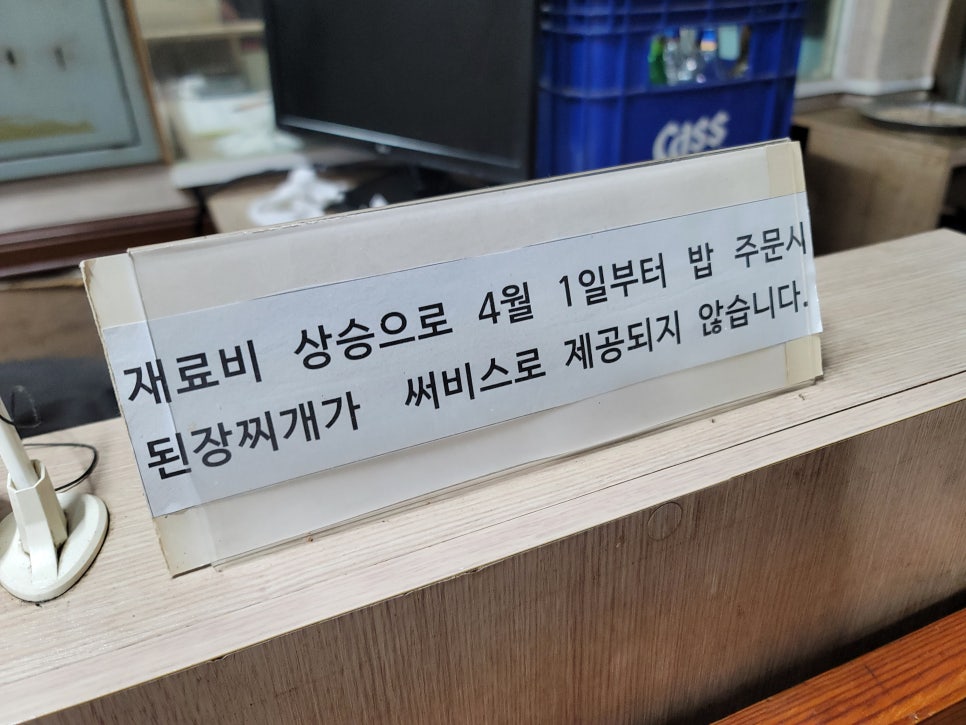 cass
재료비 상승으로 4월 1일부터 밥 주문시
된장찌개가 써비스로 제공되지 않습니다.